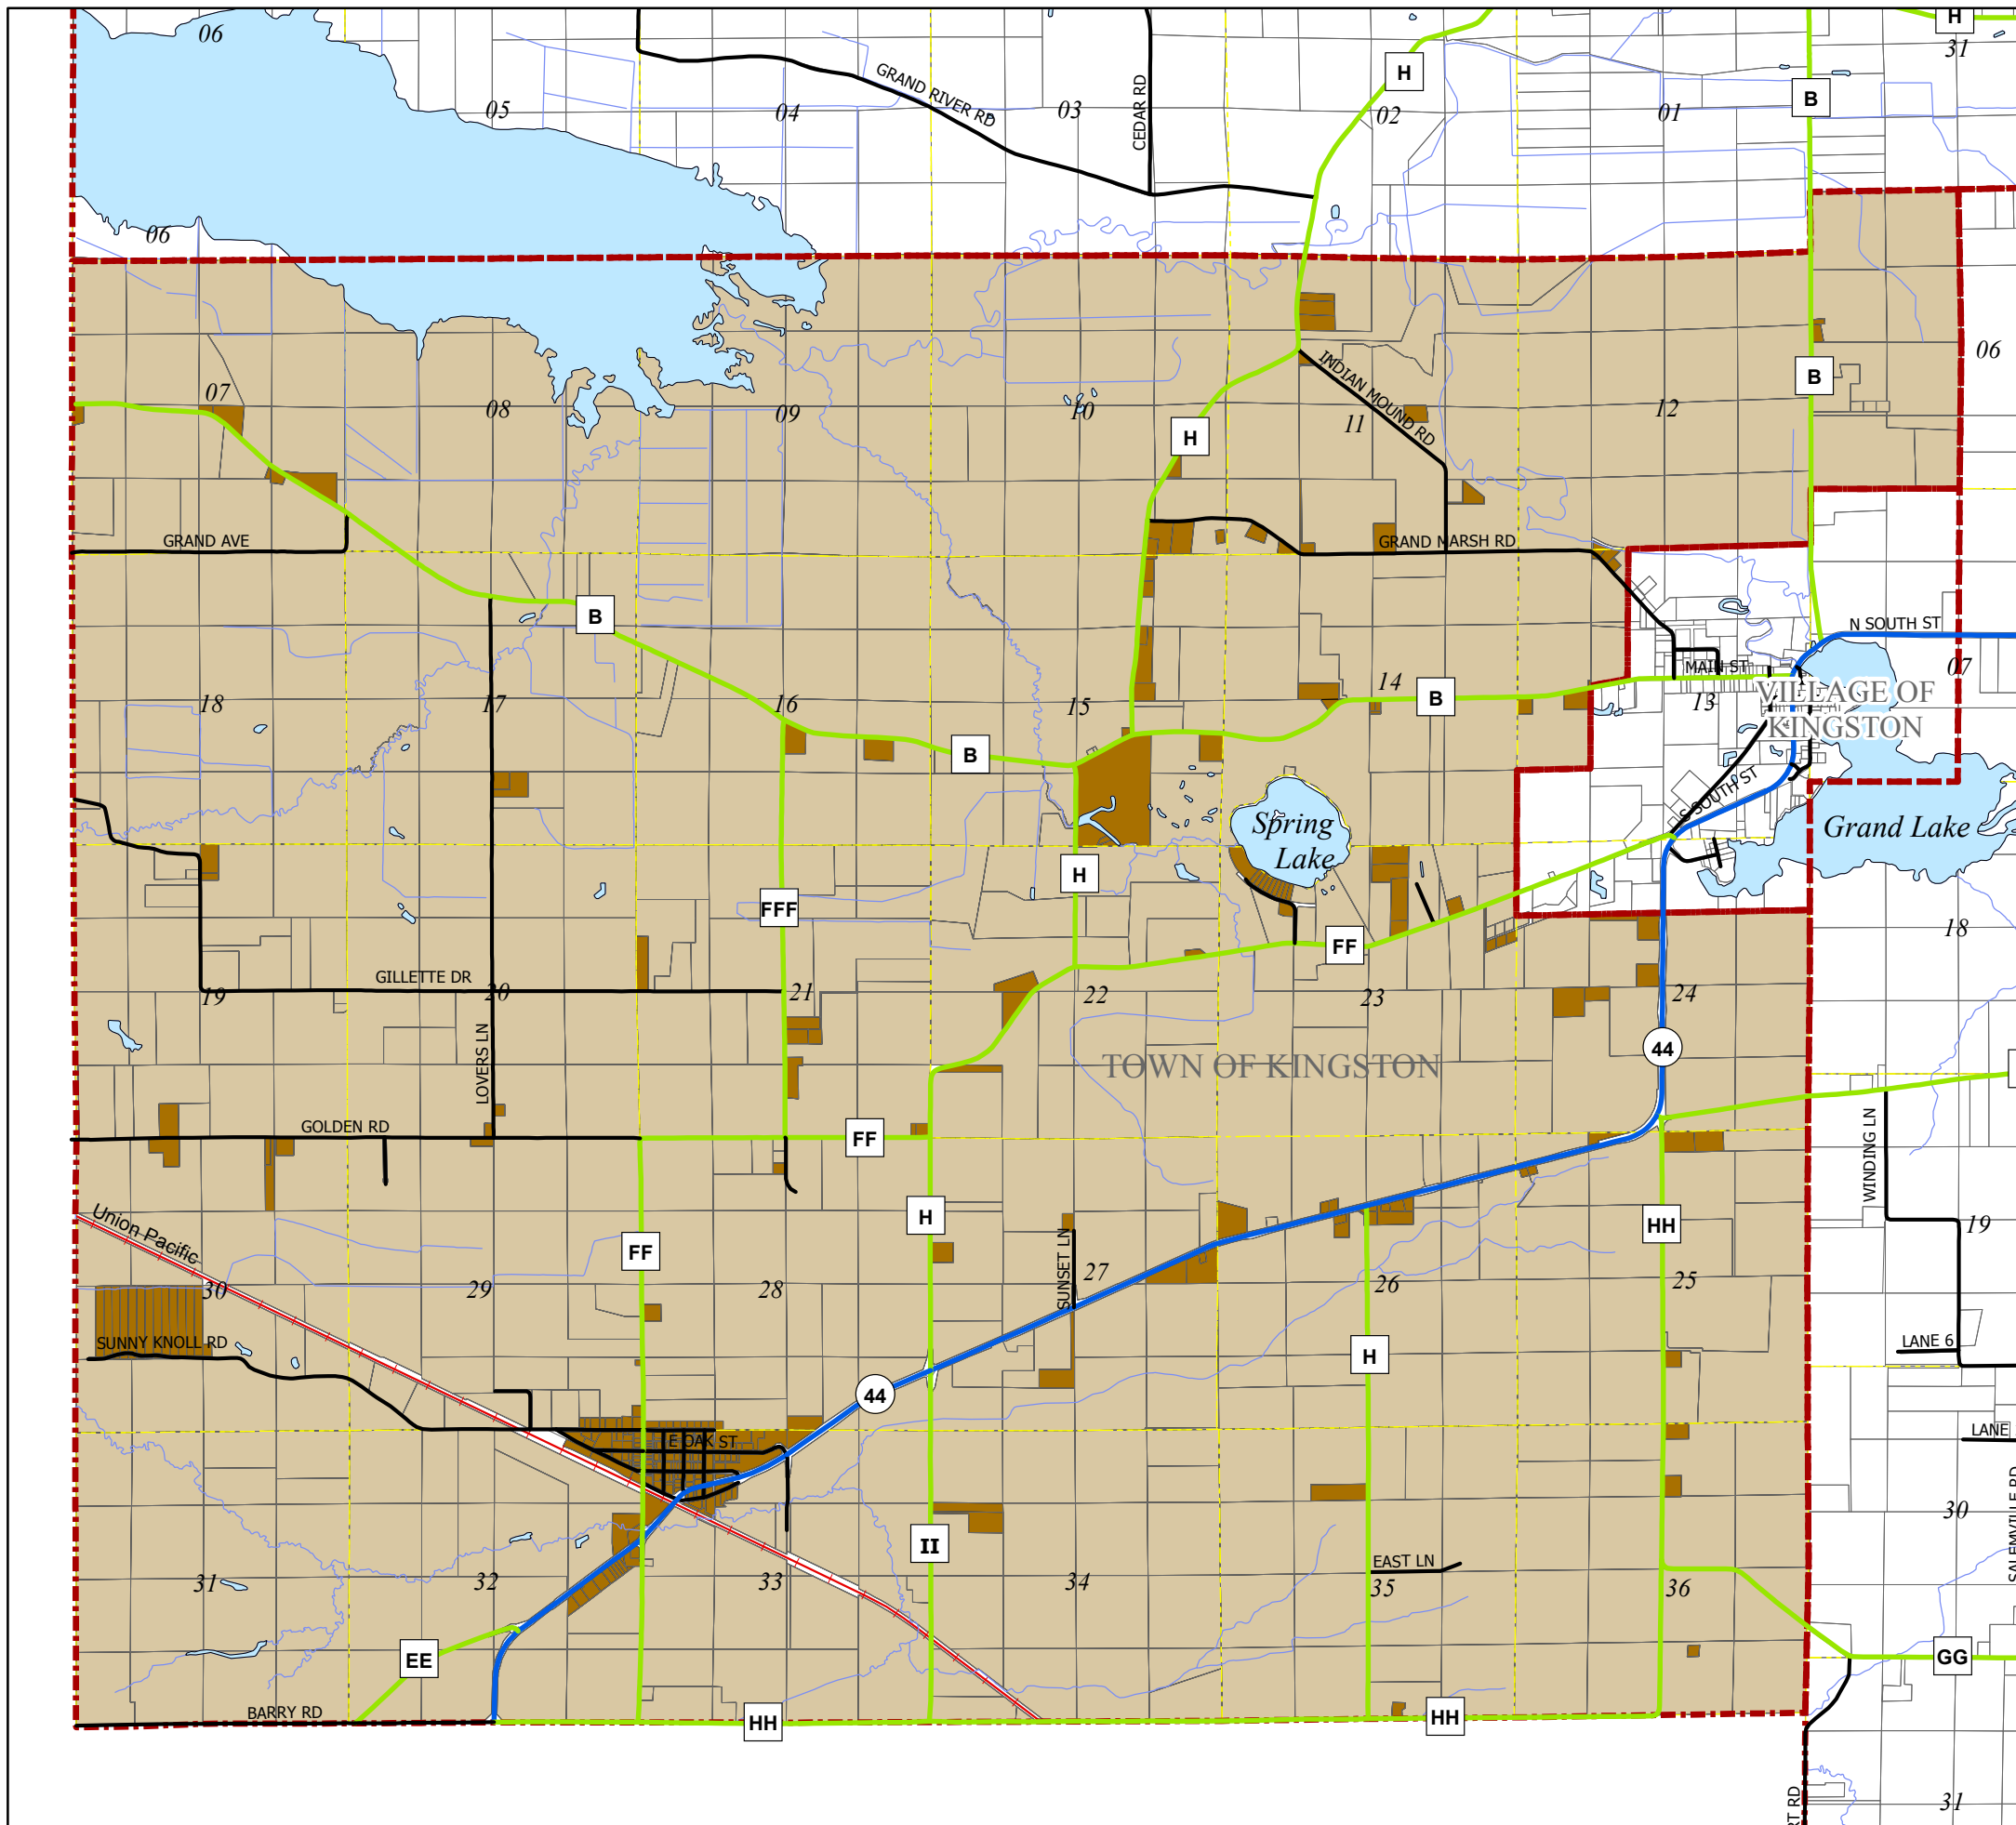 06
05
04
GRAND RIVER RD
03
CEDAR RD
H
02
01
B
H
31
06
07
08
09
10
H
INDIAN MOUND RD
11
12
B
06
GRAND AVE
B
GRAND MARSH RD
N SOUTH ST
MAIN ST
07
18
17
16
15
14
B
13
VILLAGE OF
KINGSTON
B
S SOUTH ST
Spring
Lake
Grand Lake
H
FFF
FF
18
GILLETTE DR
19
20
21
22
23
24
LOVERS LN
TOWN OF KINGSTON
44
GOLDEN RD
FF
WINDING LN
Union Pacific
FF
H
SUNSET LN
27
HH
19
30
29
28
26
25
SUNNY KNOLL RD
H
LANE 6
44
E OAK ST
LANE
SALEMVILLE RD
II
30
EAST LN
31
32
33
34
35
36
EE
GG
BARRY RD
HH
HH
31
RT RD